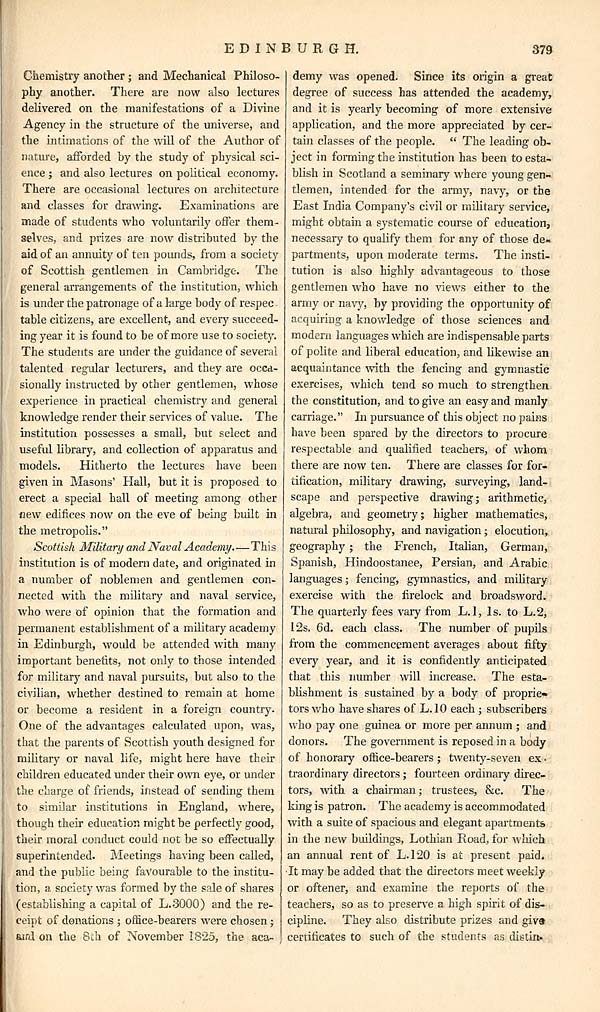 EDINBURGH. 379
Chemistry another; and Mechanical Philoso-
phy another. There are now also lectures
delivered on the manifestations of a Divine
Agency in the structure of the universe, and
the intimations of the will of the Author of
nature, afforded by the study of physical sci-
ence; and also lectures on political economy.
There are occasional lectures on architecture
and classes for drawing. Examinations are
made of students who voluntarily offer them-
selves, and prizes are now distributed by the
aid of an annuity of ten pounds, from a society
of Scottish gentlemen in Cambridge. The
general arrangements of the institution, which
is under the patronage of a large body of respec-
table citizens, are excellent, and every succeed-
ing year it is found to be of more use to society.
The students are under the guidance of several
talented regular lecturers, and they are occa-
sionally instructed by other gentlemen, whose
experience in practical chemistry and general
knowledge render their services of value. The
institution possesses a small, but select and
useful library, and collection of apparatus and
models. Hitherto the lectures have been
given in Masons' Hall, but it is proposed to
erect a special hall of meeting among other
new edifices now on the eve of being built in
the metropolis."
Scottish Military and Naval Academy.—This
institution is of modern date, and originated in
a number of noblemen and gentlemen con-
nected with the military and naval service,
who were of opinion that the formation and
permanent establishment of a military academy
in Edinburgh, would be attended with many
important benefits, not only to those intended
for military and naval pursuits, but also to the
civilian, whether destined to remain at home
or become a resident in a foreign country.
One of the advantages calculated upon, was,
that the parents of Scottish youth designed for
military or naval life, might here have their
children educated under their own eye, or under
the charge of friends, instead of sending them
to similar institutions in England, where,
though their education might be perfectly good,
their moral conduct could not be so effectually
superintended. Meetings having been called,
and the public being favourable to the institu-
tion, a society was formed by the sale of shares
(establishing a capital of L.3000) and the re-
ceipt of donations; office-bearers were chosen;
and on the 8th of November 1825, the aca-
demy was opened. Since its origin a great
degree of success has attended the academy,
and it is yearly becoming of more extensive
application, and the more appreciated by cer-
tain classes of the people. " The leading ob-
ject in forming the institution has been to esta-
blish in Scotland a seminary where young gen-
tlemen, intended for the army, navy, or the
East India Company's civil or military service,
might obtain a systematic course of education,
necessary to qualify them for any of those de-
partments, upon moderate terms. The insti-
tution is also highly advantageous to those
gentlemen who have no views either to the
army or navy, by providing the opportunity of
acquiring a knowledge of those sciences and
modern languages which are indispensable parts
of polite and liberal education, and likewise an
acquaintance with the fencing and gymnastic
exercises, which tend so much to strengthen
the constitution, and to give an easy and manly
carriage." In pursuance of this object no pains
have been spared by the directors to procure
respectable and qualified teachers, of whom
there are now ten. There are classes for for-
tification, military drawing, surveying, land-
scape and perspective drawing; arithmetic,
algebra, and geometry; higher mathematics,
natural philosophy, and navigation; elocution,
geography; the French, Italian, German,
Spanish, Hindoostanee, Persian, and Arabic
languages; fencing, gymnastics, and military
exercise with the firelock and broadsword.
The quarterly fees vary from L.1, 1s. to L.2,
12s. 6d. each class. The number of pupils
from the commencement averages about fifty
every year, and it is confidently anticipated
that this number will increase. The esta-
blishment is sustained by a body of proprie-
tors who have shares of L.10 each; subscribers
who pay one guinea or more per annum; and
donors. The government is reposed in a body
of honorary office-bearers; twenty-seven ex-
traordinary directors; fourteen ordinary direc-
tors, with a chairman; trustees, &c. The
king is patron. The academy is accommodated
with a suite of spacious and elegant apartments
in the new buildings, Lothian Road, for which
an annual rent of L.120 is at present paid.
It may be added that the directors meet weekly
or oftener, and examine the reports of the
teachers, so as to preserve a high spirit of dis-
cipline. They also distribute prizes and give
certificates to such of the students as distin-